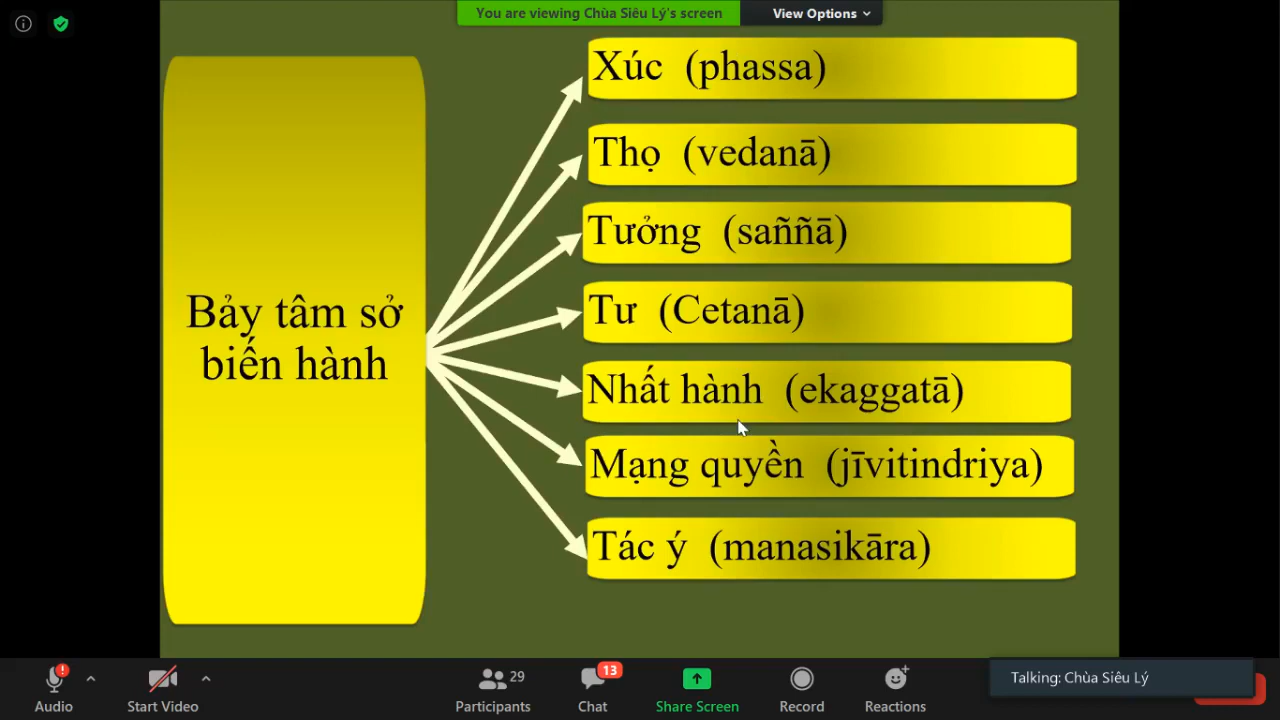 You are viewing Chùa Siêu Lý's screen
View Options
Xúc (phassa)
Thọ (vedanā)
Tưởng (saññā)
Tư (Cetanā)
Bảy tâm sở
biến hành
Nhất hành (ekaggatā)
Mạng quyền (jīvitindriya)
Tác ý (manasikāra)
Audio
Start Video
29
Participants
13
Chat
Share Screen
Record
Reactions
Talking: Chùa Siêu Lý